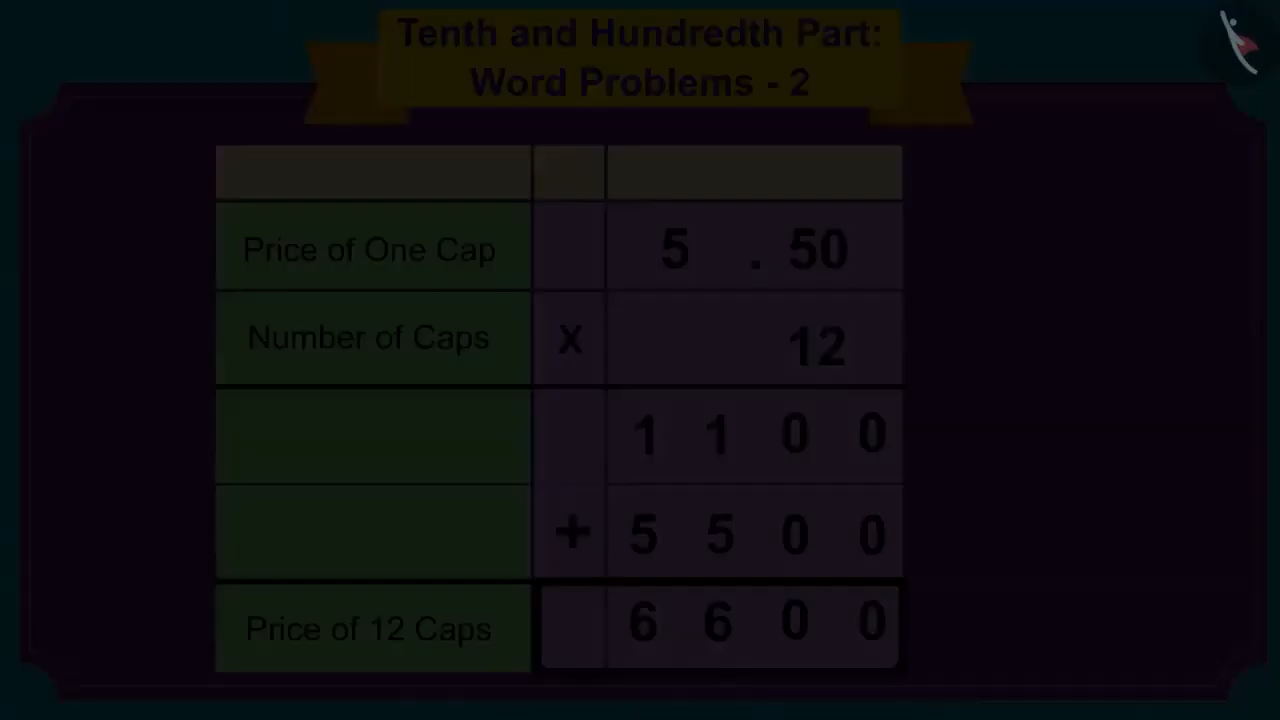 Tenth and Hundredth Part:
Word Problems - 2
Price of One Cap 5 . 50
Number of Caps X 12
1 1 0 0
+ 5 5 0 0
Price of 12 Caps 6 6 0 0